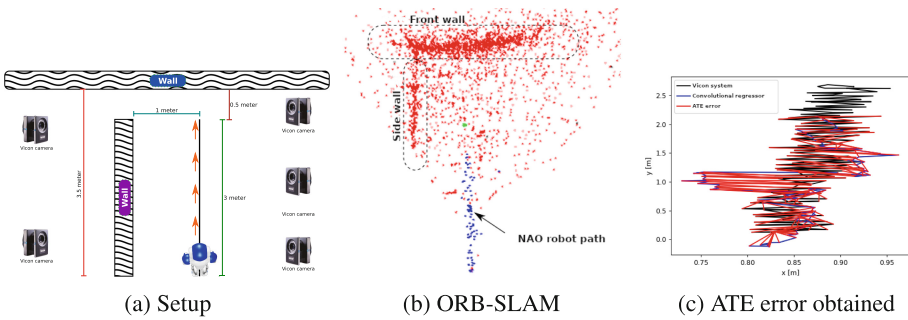 Wall
0.5 meter
1 meter
Vicon camera
Vicon camera
Wall
3.5 meter
3 meter
Vicon camera
Vicon camera
Vicon camera
(a) Setup
Front wall
Side wall
NAO robot path
(b) ORB-SLAM
Vicon system
Convolutional regressor
ATE error
y [m]
2.5
2.0
1.5
1.0
0.5
0.0
0.75
0.80
0.85
0.90
0.95
x [m]
(c) ATE error obtained